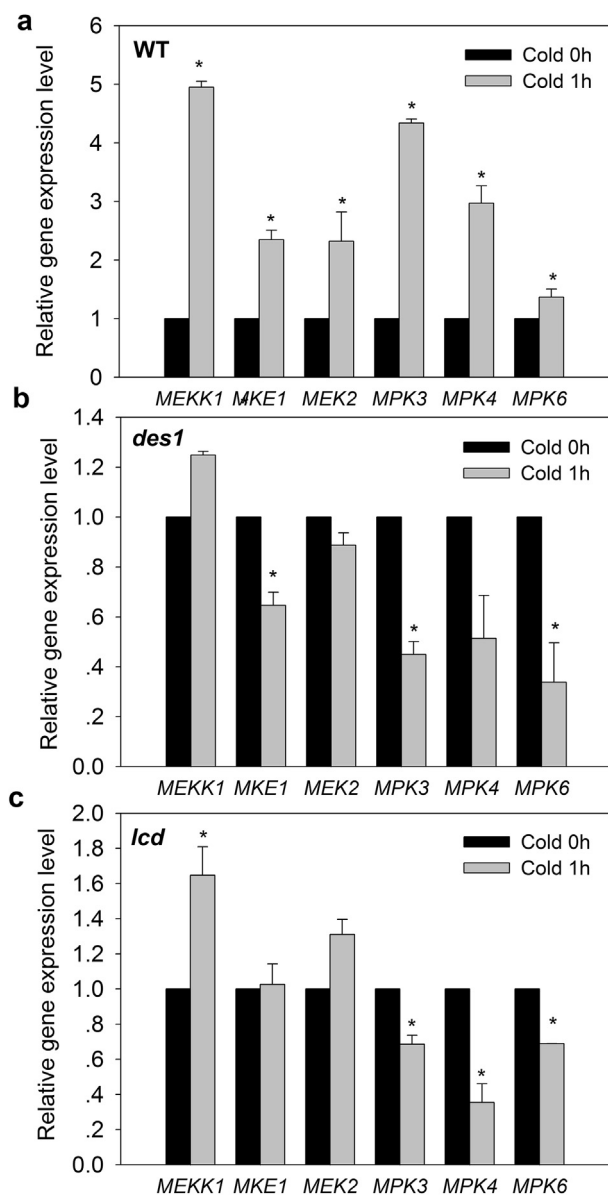 a
WT
Cold 0h
Cold 1h
Relative gene expression level
6
5
4
3
2
1
0
* * * * * *
MEKK1 MKE1 MEK2 MPK3 MPK4 MPK6
b
des1
Cold 0h
Cold 1h
Relative gene expression level
1.4
1.2
1.0
.8
.6
.4
.2
0.0
* * *
MEKK1 MKE1 MEK2 MPK3 MPK4 MPK6
c
lcd
Cold 0h
Cold 1h
Relative gene expression level
2.0
1.8
1.6
1.4
1.2
1.0
.8
.6
.4
.2
0.0
* * * *
MEKK1 MKE1 MEK2 MPK3 MPK4 MPK6